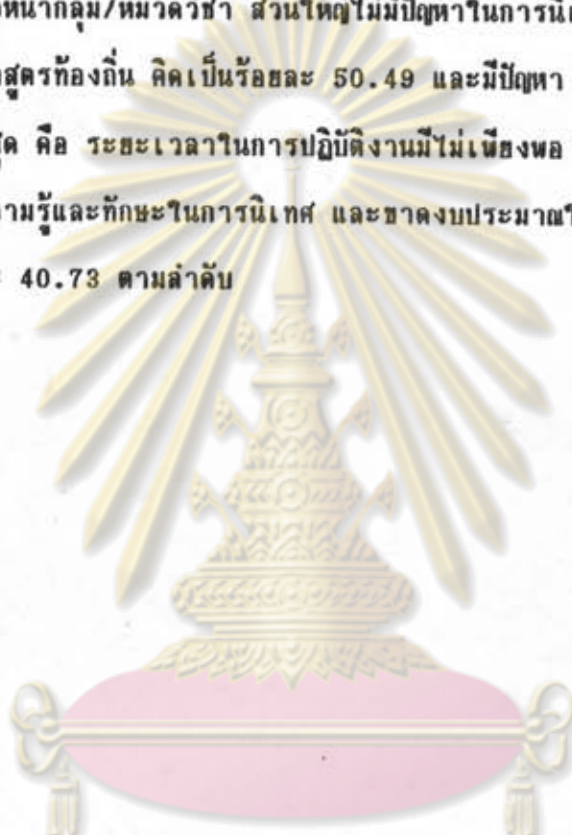 หน้ากลุ่ม/หมวดวิชา ส่วนใหญ่ไม่มีปัญหาในการ
สูตรท้องถิ่น คิดเป็นร้อยละ 50.49 และมีปัญหา
คือ ระยะเวลาในการปฏิบัติงานมีไม่เพียงพอ
ามรู้และทักษะในการนิเทศ และขาดงบประมาณ
40.73 ตามลำดับ